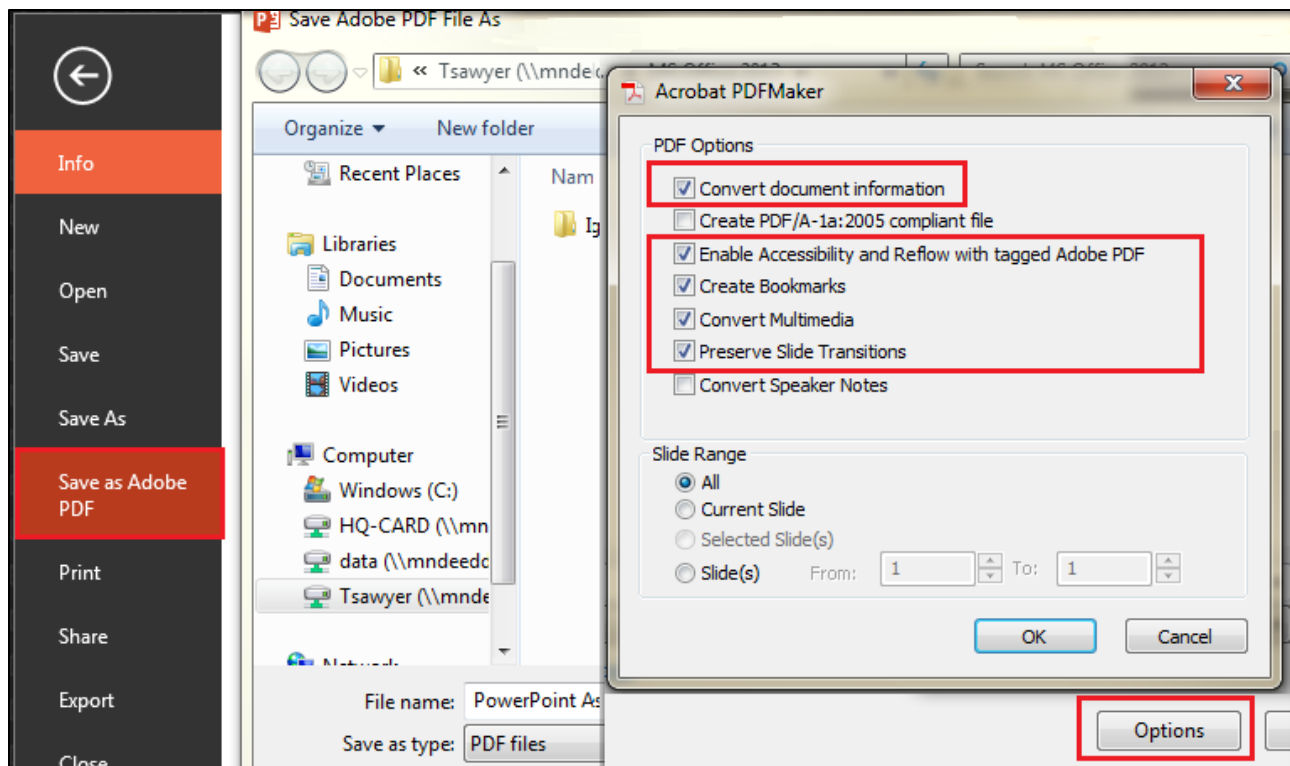 Save Adobe PDF File As
Info
New
Open
Save
Save As
Save as Adobe
PDF
Print
Share
Export
Close
« Tsawyer (\\mnde
Organize
New folder
Recent Places
Libraries
Documents
Music
Pictures
Videos
Computer
Windows (C:)
HQ-CARD (\\mn
data (\\mndeedc
Tsawyer (\\mnde
Network
Nam
Ig
File name:
PowerPoint As
Save as type:
PDF files
Acrobat PDFMaker
PDF Options
Convert document information
Create PDF/A-1a:2005 compliant file
Enable Accessibility and Reflow with tagged Adobe PDF
Create Bookmarks
Convert Multimedia
Preserve Slide Transitions
Convert Speaker Notes
Slide Range
All
Current Slide
Selected Slide(s)
Slide(s) From: 1 To: 1
OK
Cancel
Options